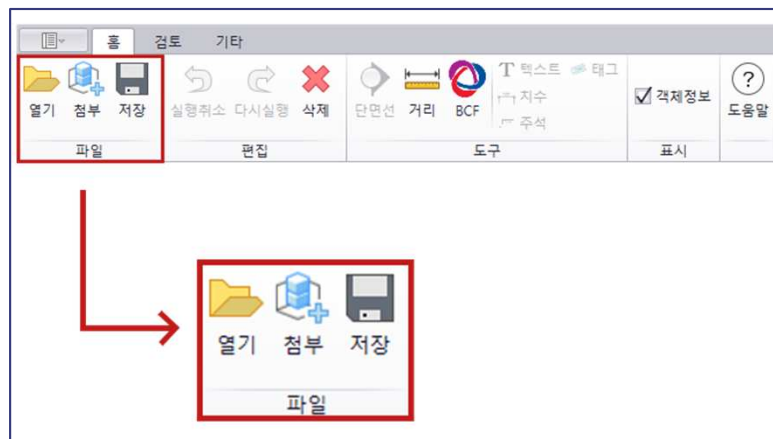 홈 검토 기타
열기 첨부 저장 실행취소 다시실행 삭제 단면선 거리 BCF T 텍스트 태그
치수
주석
객체정보
? 도움말
파일 편집 도구 표시
열기 첨부 저장
파일